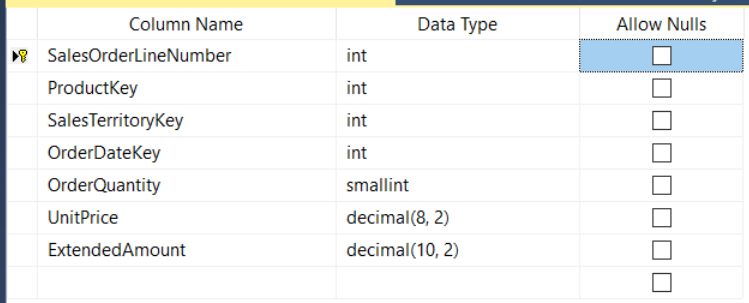 Column Name Data Type Allow Nulls
SalesOrderLineNumber int
ProductKey int
SalesTerritoryKey int
OrderDateKey int
OrderQuantity smallint
UnitPrice decimal(8, 2)
ExtendedAmount decimal(10, 2)